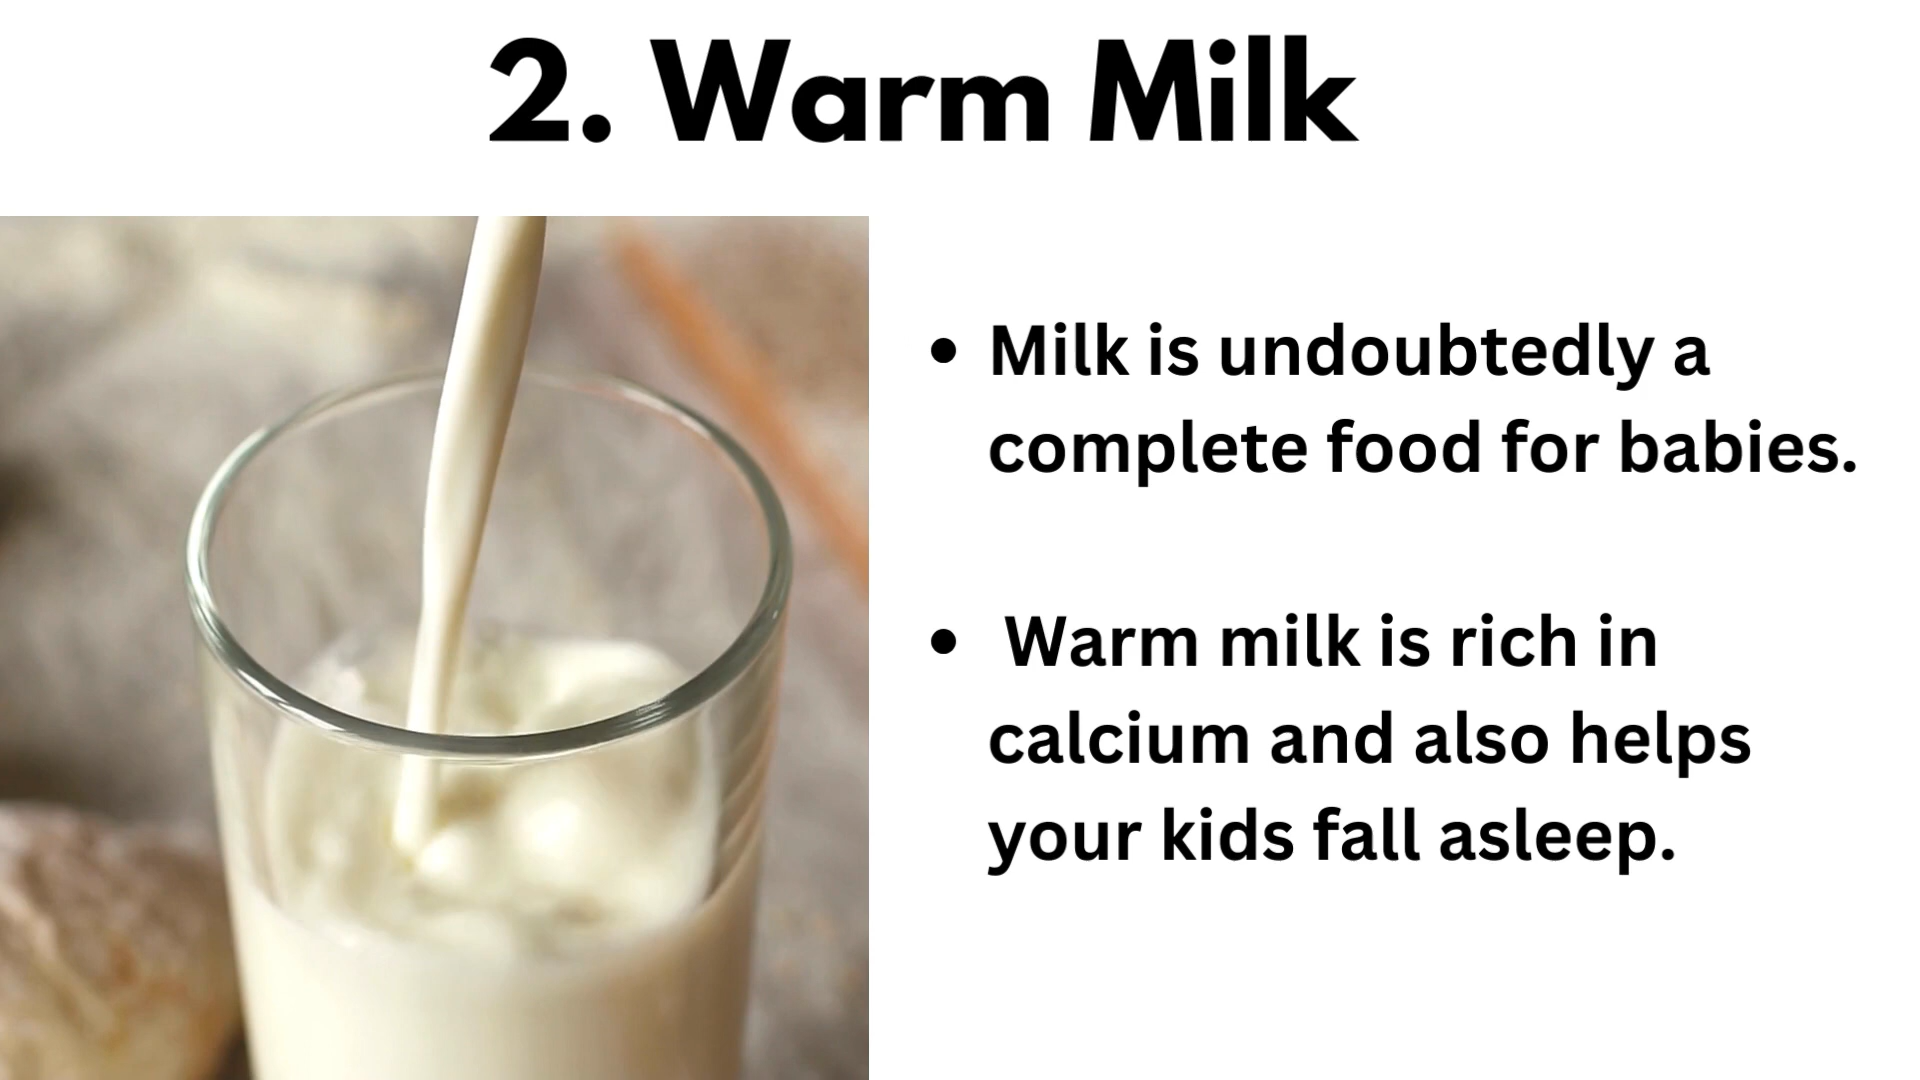 2. Warm Milk
• Milk is undoubtedly a
complete food for babies.
• Warm milk is rich in
calcium and also helps
your kids fall asleep.